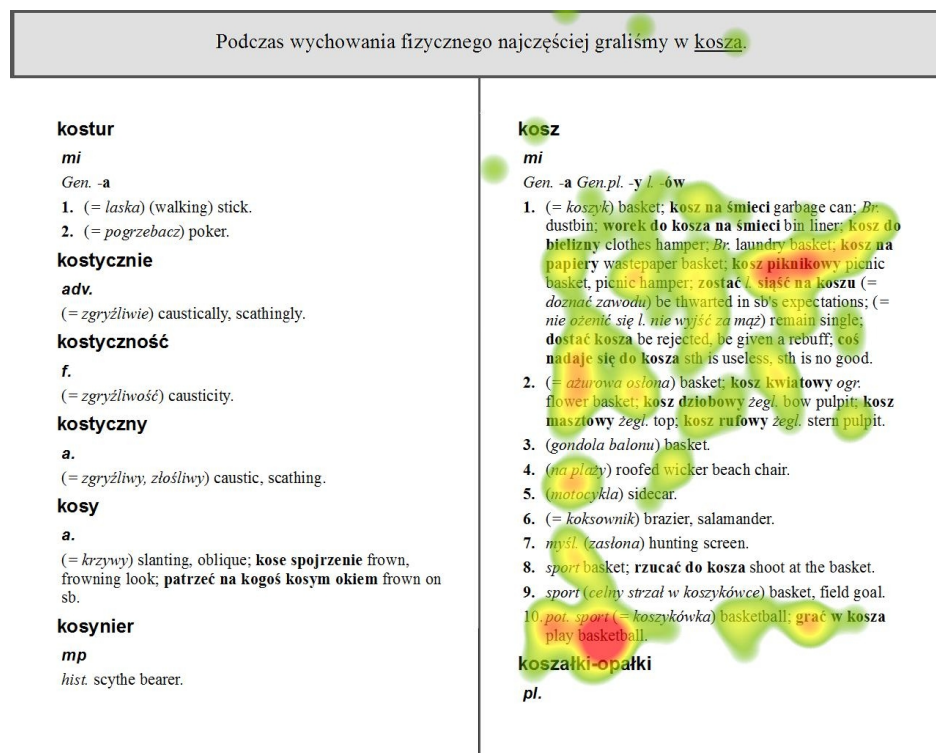 Podczas wychowania fizycznego najczęściej graliśmy w kosza.
kostur
mi
Gen. -a
1. (= laska) (walking) stick.
2. (= pogrzebacz) poker.
kostycznie
adv.
(= zgryźliwie) caustically, scathingly.
kostyczność
f.
(= zgryźliwość) causticity.
kostyczny
a.
(= zgryźliwy, złośliwy) caustic, scathing.
kosy
a.
(= krzywy) slanting, oblique; kose spojrzenie frown,
frowning look; patrzeć na kogoś kosym okiem frown on
sb.
kosynier
mp
hist. scythe bearer.
kosz
mi
Gen. -a Gen.pl. -y l. -ów
1. (= koszyk) basket; kosz na śmieci garbage can; Br.
dustbin; worek do kosza na śmieci bin liner; kosz do
bielizny clothes hamper; Br. laundry basket; kosz na
papiery wastepaper basket; kosz piknikowy picnic
basket, picnic hamper; zostać l. siąść na koszu (=
doznać zawodu) be thwarted in sb's expectations; (=
nie ożenić się l. nie wyjść za mąż) remain single;
dostać kosza be rejected, be given a rebuff; coś
nadaje się do kosza sth is useless, sth is no good.
2. (= ażurowa osłona) basket; kosz kwiatowy ogr.
flower basket; kosz dziobowy żegl. bow pulpit; kosz
masztowy żegl. top; kosz rufowy żegl. stern pulpit.
3. (gondola balonu) basket.
4. (na plaży) roofed wicker beach chair.
5. (motocykla) sidecar.
6. (= koksownik) brazier, salamander.
7. myśl. (zasłona) hunting screen.
8. sport basket; rzucać do kosza shoot at the basket.
9. sport (celny strzał w koszykówce) basket, field goal.
10. pot. sport (= koszykówka) basketball; grać w kosza
play basketball.
koszałki-opałki
pl.